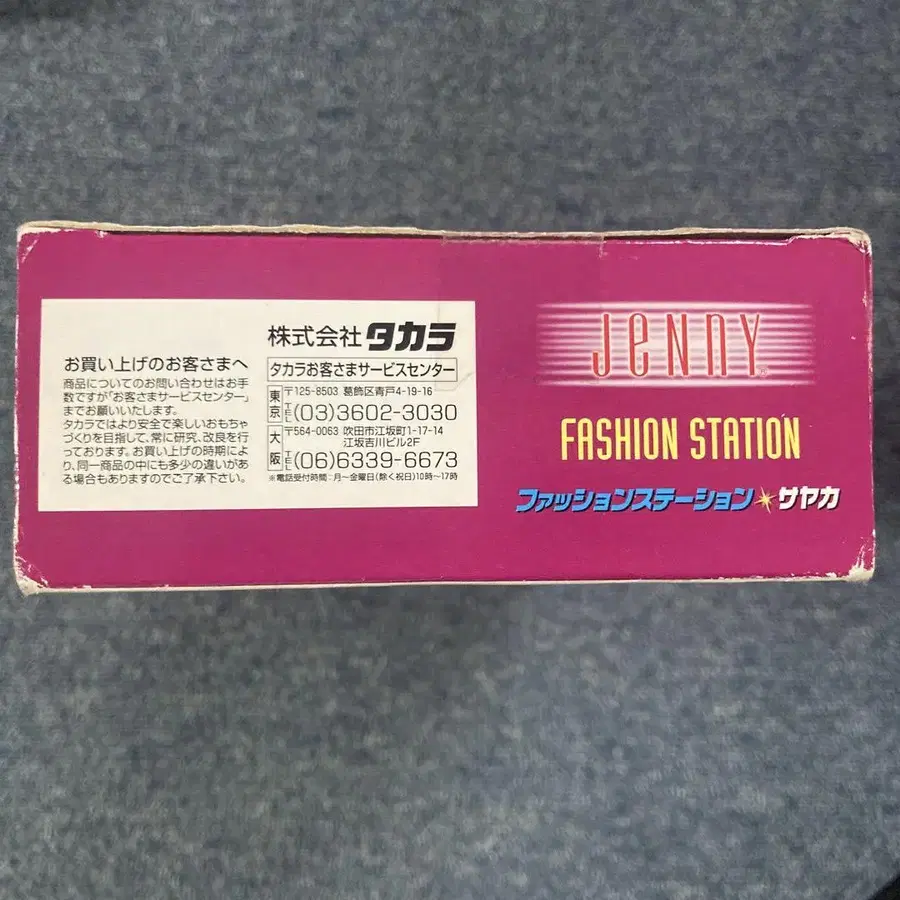 お買い上げのお客さまへ
商品についてのお問い合わせはお手
数ですが「お客さまサービスセンター」
までお願いいたします。
タカラではより安全で楽しいおもちゃ
づくりを目指して、常に研究、改良を行
っております。お買い上げの時期によ
り、同一商品の中にも多少の違いがあ
る場合もありますのでご了承下さい。
株式会社 タカラ
タカラお客さまサービスセンター
東京 〒125-8503 葛飾区青戸4-19-16
TEL (03)3602-3030
大阪 〒564-0063 吹田市江坂町1-17-14
江坂吉川ビル2F
TEL (06)6339-6673
※電話受付時間:月〜金曜日(除く祝日)10時〜17時
JENNY®
FASHION STATION
ファッションステーション サヤカ